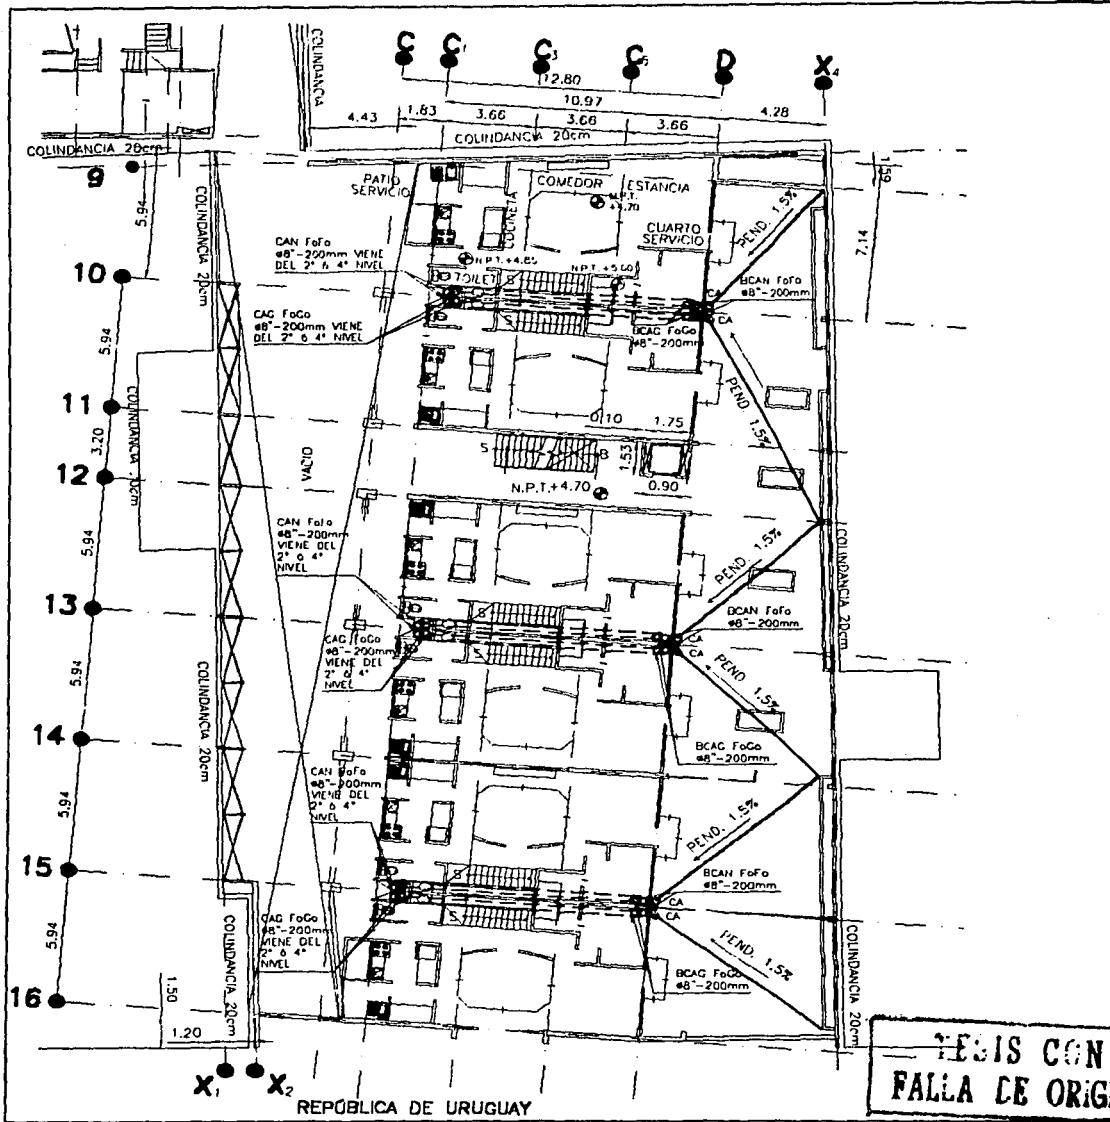 C
C1
C3
C5
D
X4
12.80
10.97
4.43
1.83
3.66
3.66
3.66
4.28
COLINDANCIA
COLINDANCIA 20cm
COLINDANCIA 20cm
1.59
7.14
9
5.94
10
5.94
11
3.20
12
5.94
13
5.94
14
5.94
15
5.94
16
COLINDANCIA 20cm
COLINDANCIA 20cm
COLINDANCIA 20cm
COLINDANCIA 20cm
PATIO
SERVICIO
COCINETA
COMEDOR
ESTANCIA
N.P.T.
+4.70
CUARTO
SERVICIO
PEND. 1.5%
CAN FoFo
ø8"-200mm VIENE
DEL 2° ó 4° NIVEL
N.P.T.+4.85
N.P.T.+5.00
TOILET
S
S
CA
CA
BCAN FoFo
ø8"-200mm
CAG FoGo
ø8"-200mm VIENE
DEL 2° ó 4° NIVEL
BCAG FoGo
ø8"-200mm
PEND. 1.5%
0.10
1.75
VACIO
S
B
1.53
N.P.T.+4.70
0.90
CAN FoFo
ø8"-200mm
VIENE DEL
2° ó 4°
NIVEL
PEND. 1.5%
COLINDANCIA 20cm
BCAN FoFo
ø8"-200mm
S
S
CA
CAG FoGo
ø8"-200mm
VIENE DEL
2° ó 4°
NIVEL
PEND 1.5%
BCAG FoGo
ø8"-200mm
CAN FoFo
ø8"-200mm
VIENE DEL
2° ó 4°
NIVEL
PEND. 1.5%
BCAN FoFo
ø8"-200mm
S
S
CA
CA
CAG FoGo
ø8"-200mm
VIENE DEL
2° ó 4°
NIVEL
PEND. 1.5%
BCAG FoGo
ø8"-200mm
COLINDANCIA 20cm
1.50
1.20
X1
X2
REPÚBLICA DE URUGUAY
TESIS CON
FALLA DE ORIG